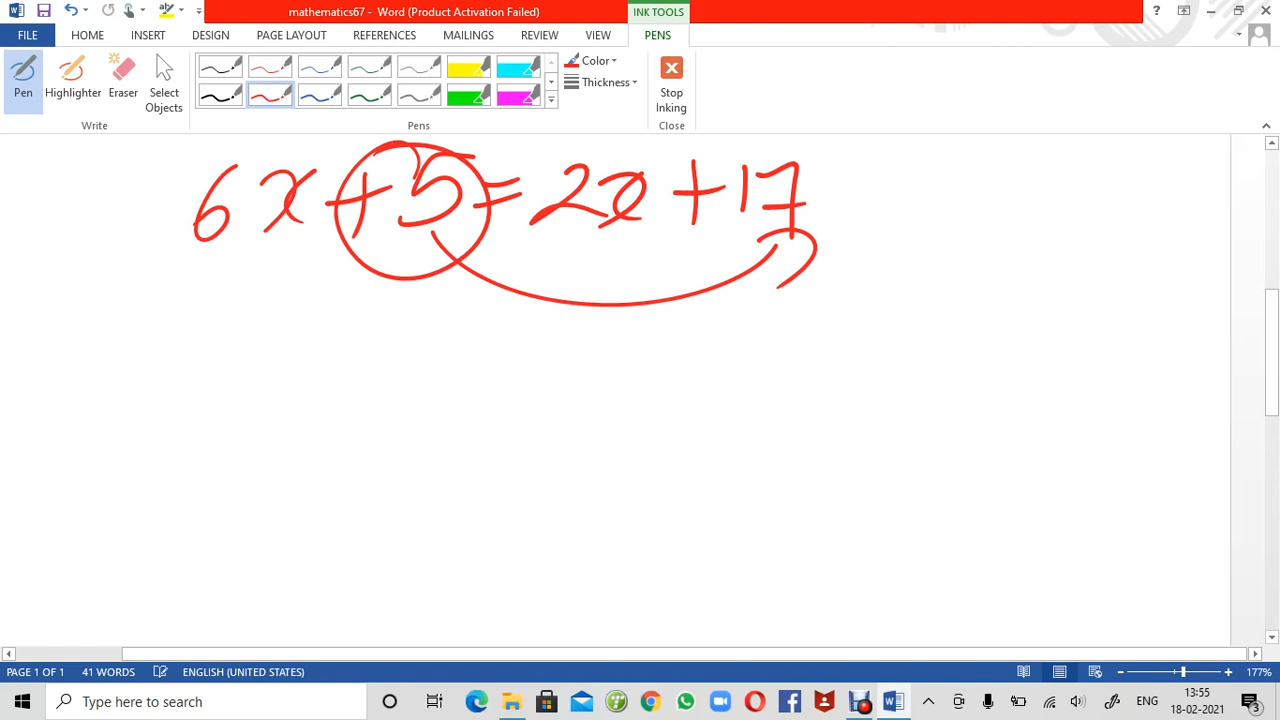 mathematics67 - Word (Product Activation Failed)
INK TOOLS
?
FILE HOME INSERT DESIGN PAGE LAYOUT REFERENCES MAILINGS REVIEW VIEW PENS
Pen
Highlighter
Eraser
Select Objects
Color
Thickness
Stop Inking
Write
Pens
Close
6x + 5 = 2x + 17
PAGE 1 OF 1 41 WORDS ENGLISH (UNITED STATES) 177%
Type here to search
ENG
13:55
18-02-2021
3